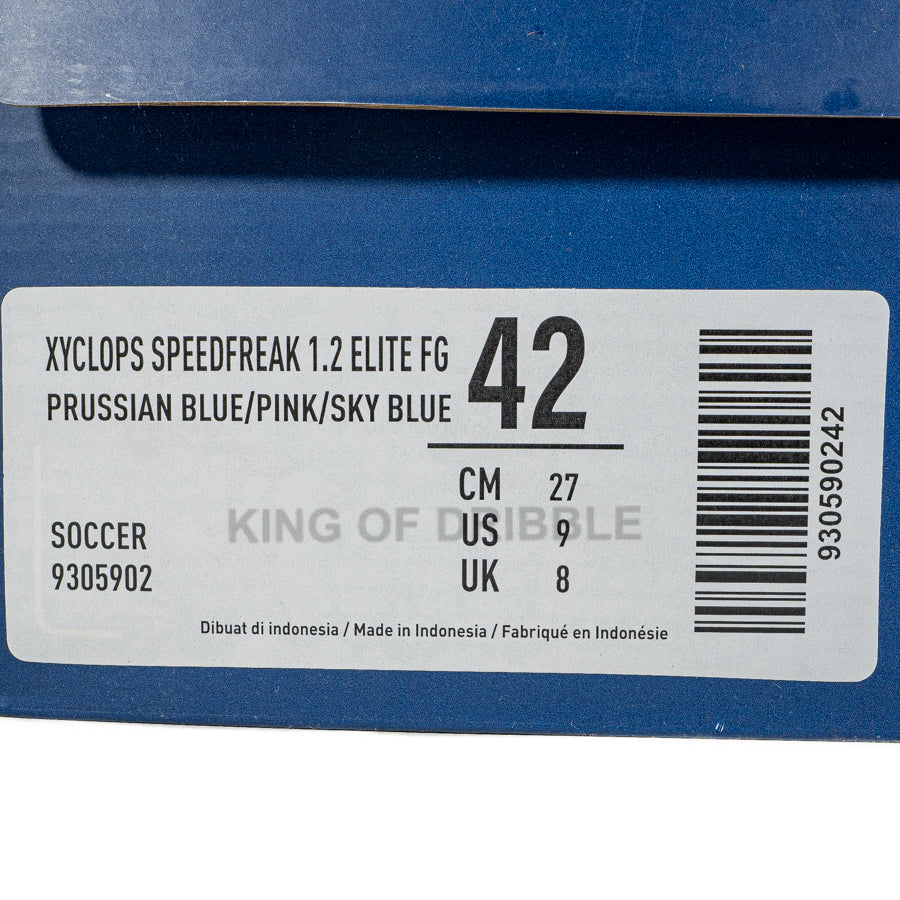 XYCLOPS SPEEDFREAK 1.2 ELITE FG
PRUSSIAN BLUE/PINK/SKY BLUE
42
CM 27
US 9
UK 8
SOCCER
9305902
KING OF DRIBBLE
Dibuat di indonesia / Made in Indonesia / Fabriqué en Indonésie
930590242